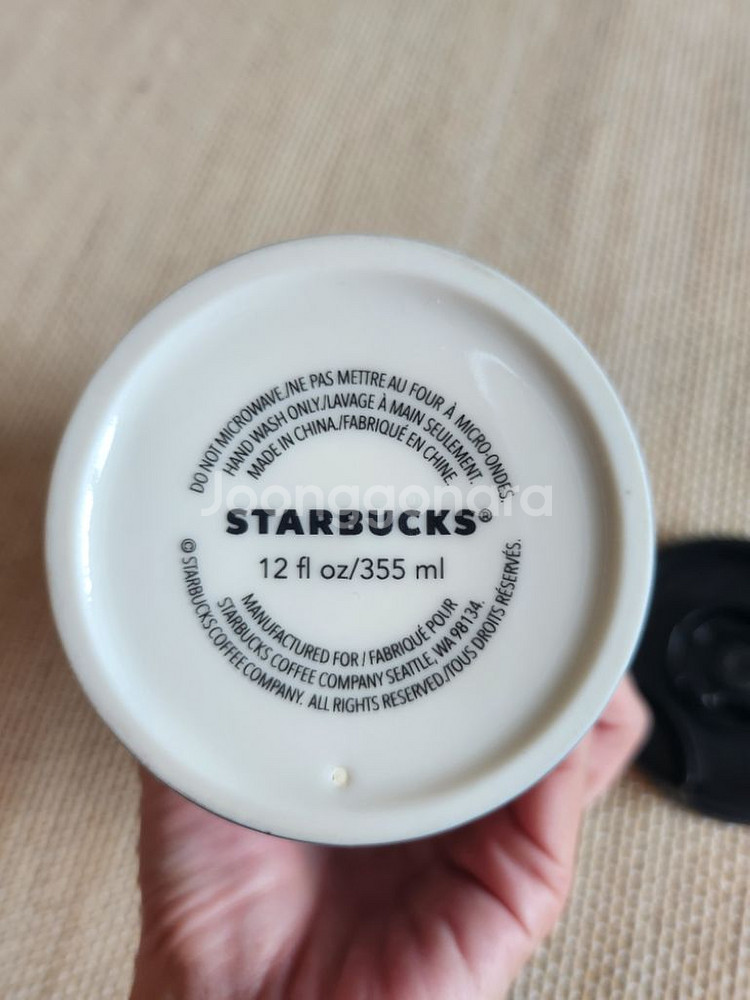 DO NOT MICROWAVE./NE PAS METTRE AU FOUR À MICRO-ONDES.
HAND WASH ONLY./LAVAGE À MAIN SEULEMENT.
MADE IN CHINA./FABRIQUÉ EN CHINE.
Joonggonara
STARBUCKS®
12 fl oz/355 ml
MANUFACTURED FOR / FABRIQUÉ POUR
STARBUCKS COFFEE COMPANY SEATTLE, WA 98134.
© STARBUCKS COFFEE COMPANY. ALL RIGHTS RESERVED./TOUS DROITS RÉSERVÉS.